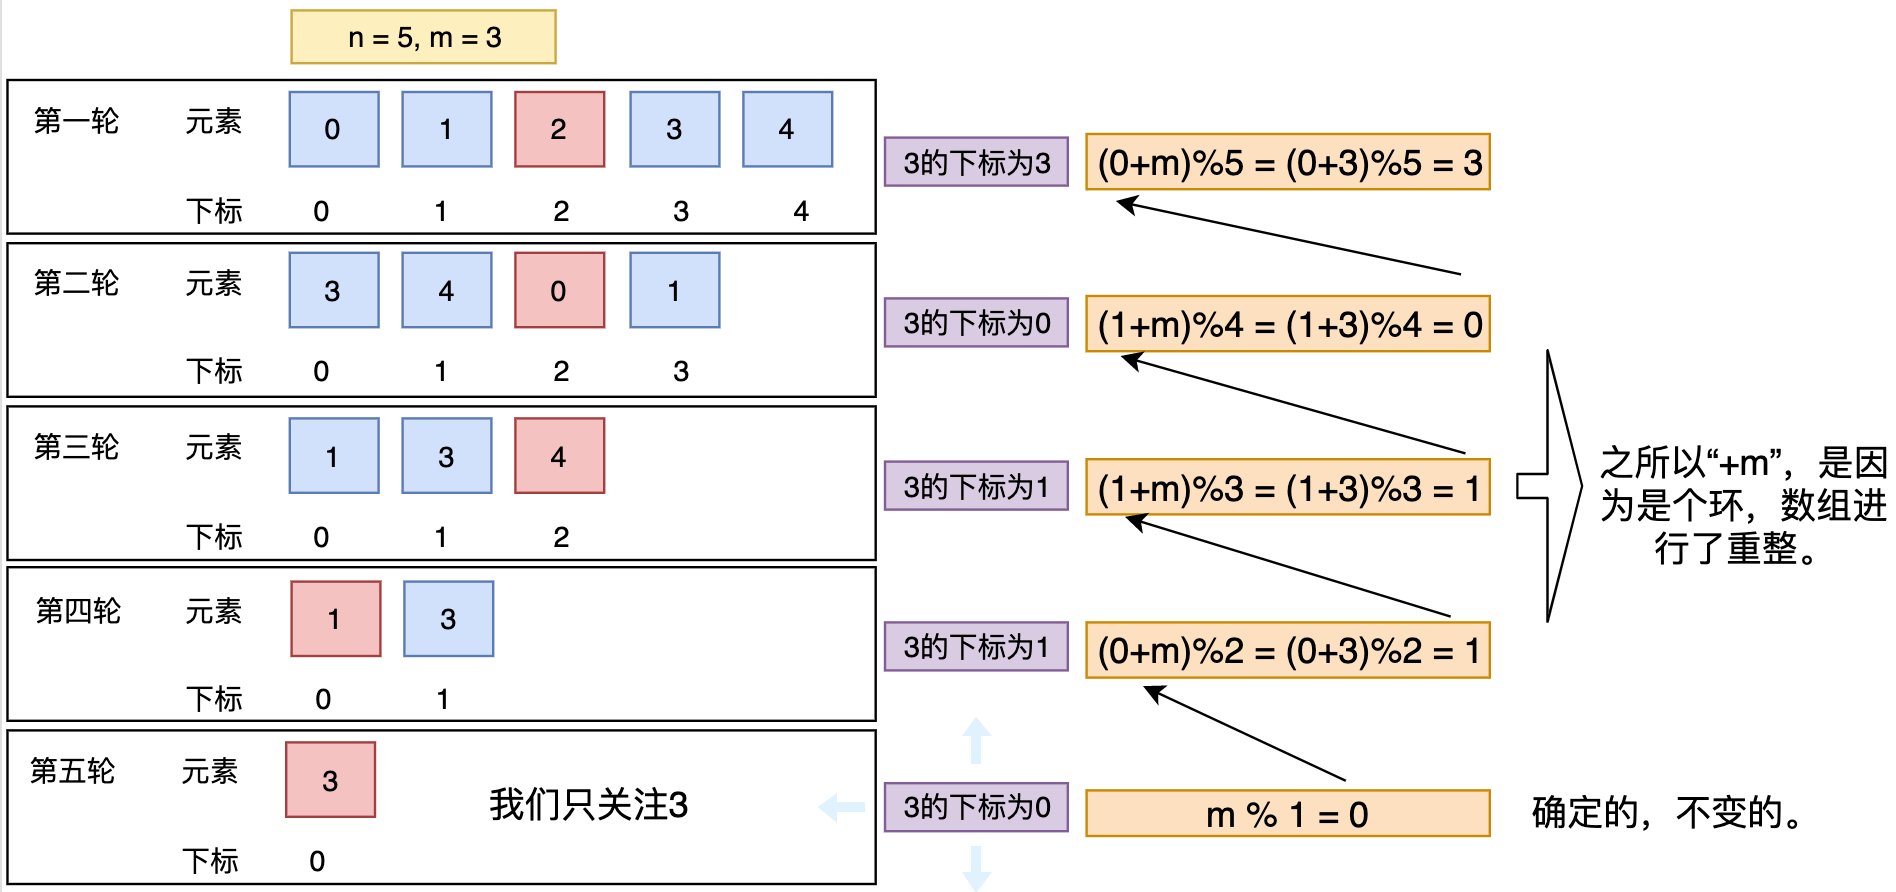 n = 5, m = 3
第一轮 元素 0 1 2 3 4
下标 0 1 2 3 4
3的下标为3 (0+m)%5 = (0+3)%5 = 3
第二轮 元素 3 4 0 1
下标 0 1 2 3
3的下标为0 (1+m)%4 = (1+3)%4 = 0
第三轮 元素 1 3 4
下标 0 1 2
3的下标为1 (1+m)%3 = (1+3)%3 = 1
之所以“+m”，是因
为是个环，数组进
行了重整。
第四轮 元素 1 3
下标 0 1
3的下标为1 (0+m)%2 = (0+3)%2 = 1
第五轮 元素 3
下标 0
我们只关注3
3的下标为0 m % 1 = 0 确定的，不变的。